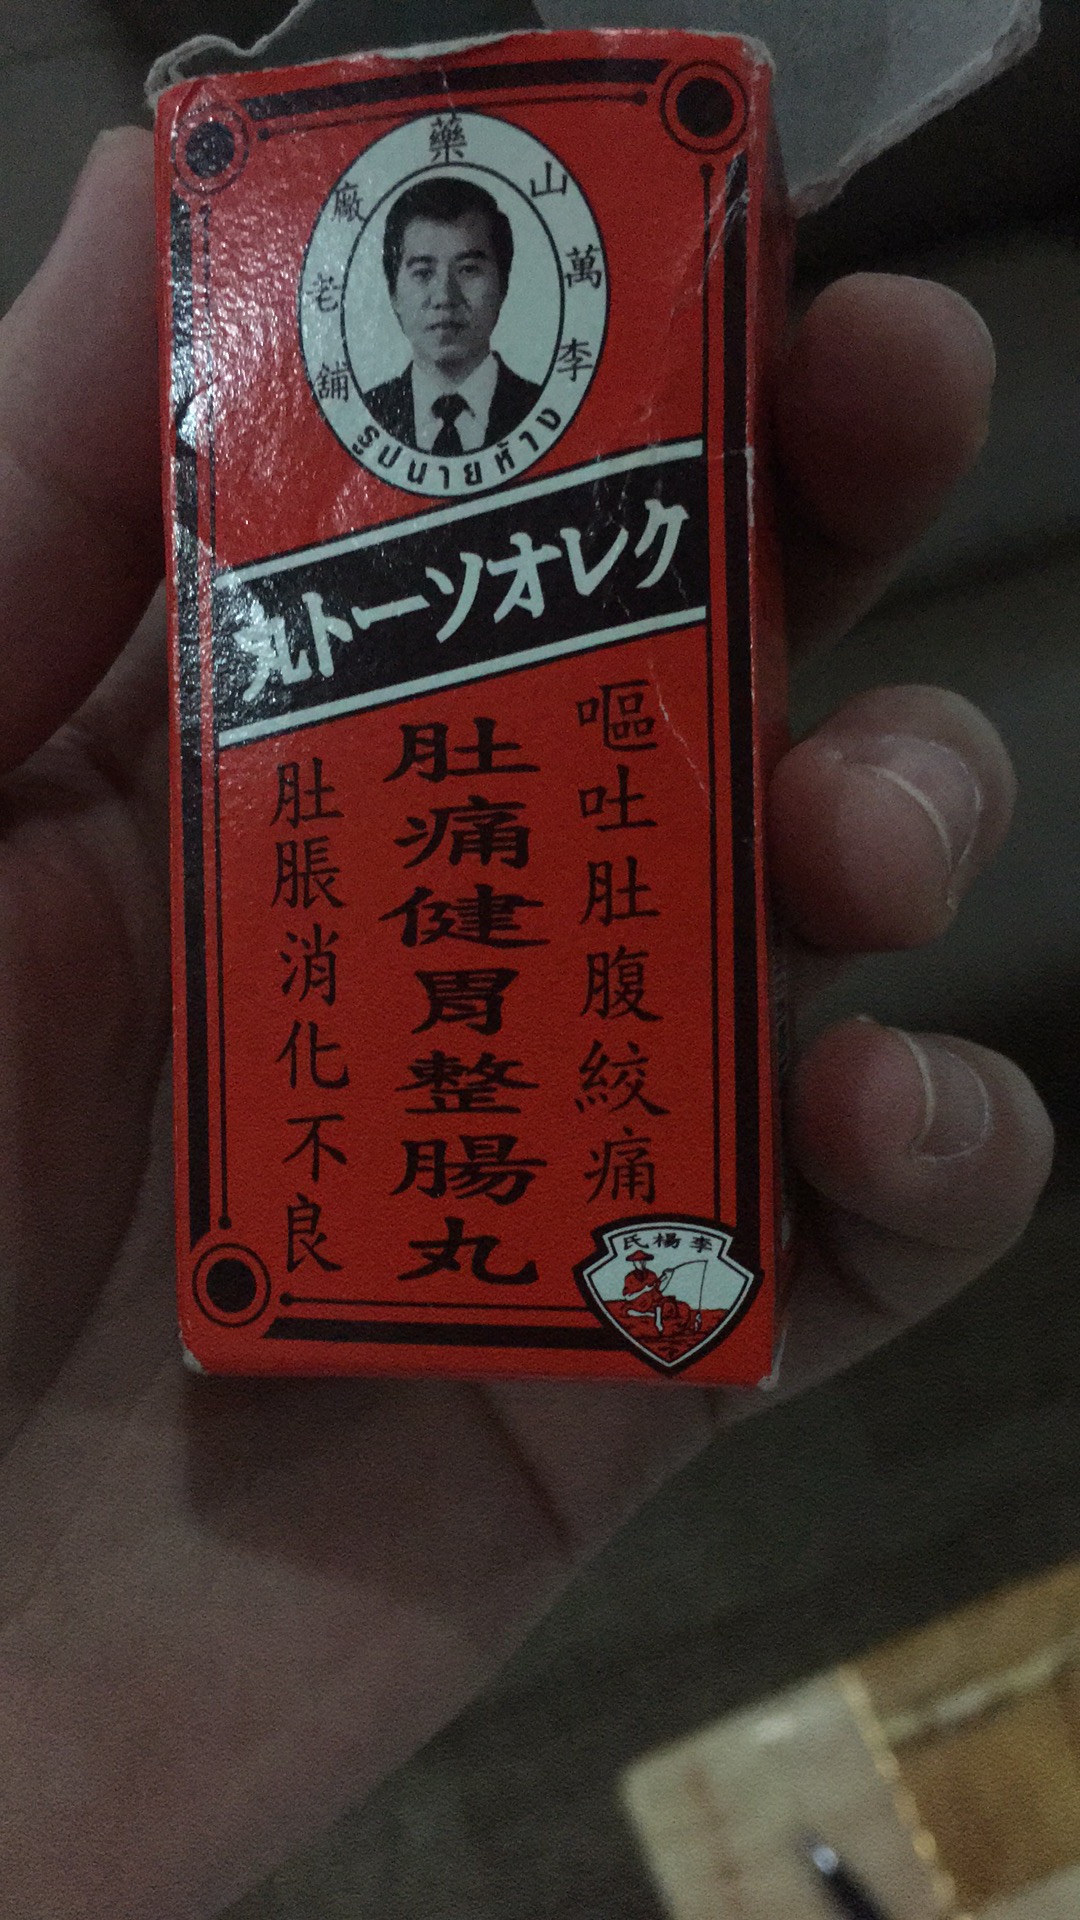 李萬山藥廠老舖
รูปนายห้าง
クレオソート丸
嘔吐肚腹絞痛
肚痛健胃整腸丸
肚脹消化不良
李楊氏